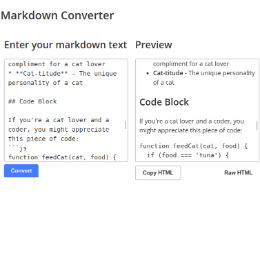 Markdown Converter
Enter your markdown text
Preview
compliment for a cat lover
* **Cat-titude** - The unique
personality of a cat
## Code Block
If you're a cat lover and a
coder, you might appreciate
this piece of code:
```js
function feedCat(cat, food) {
Convert
compliment for a cat lover
• Cat-titude - The unique personality
of a cat
Code Block
If you're a cat lover and a coder, you
might appreciate this piece of code:
function feedCat(cat, food) {
if (food === 'tuna') {
Copy HTML
Raw HTML